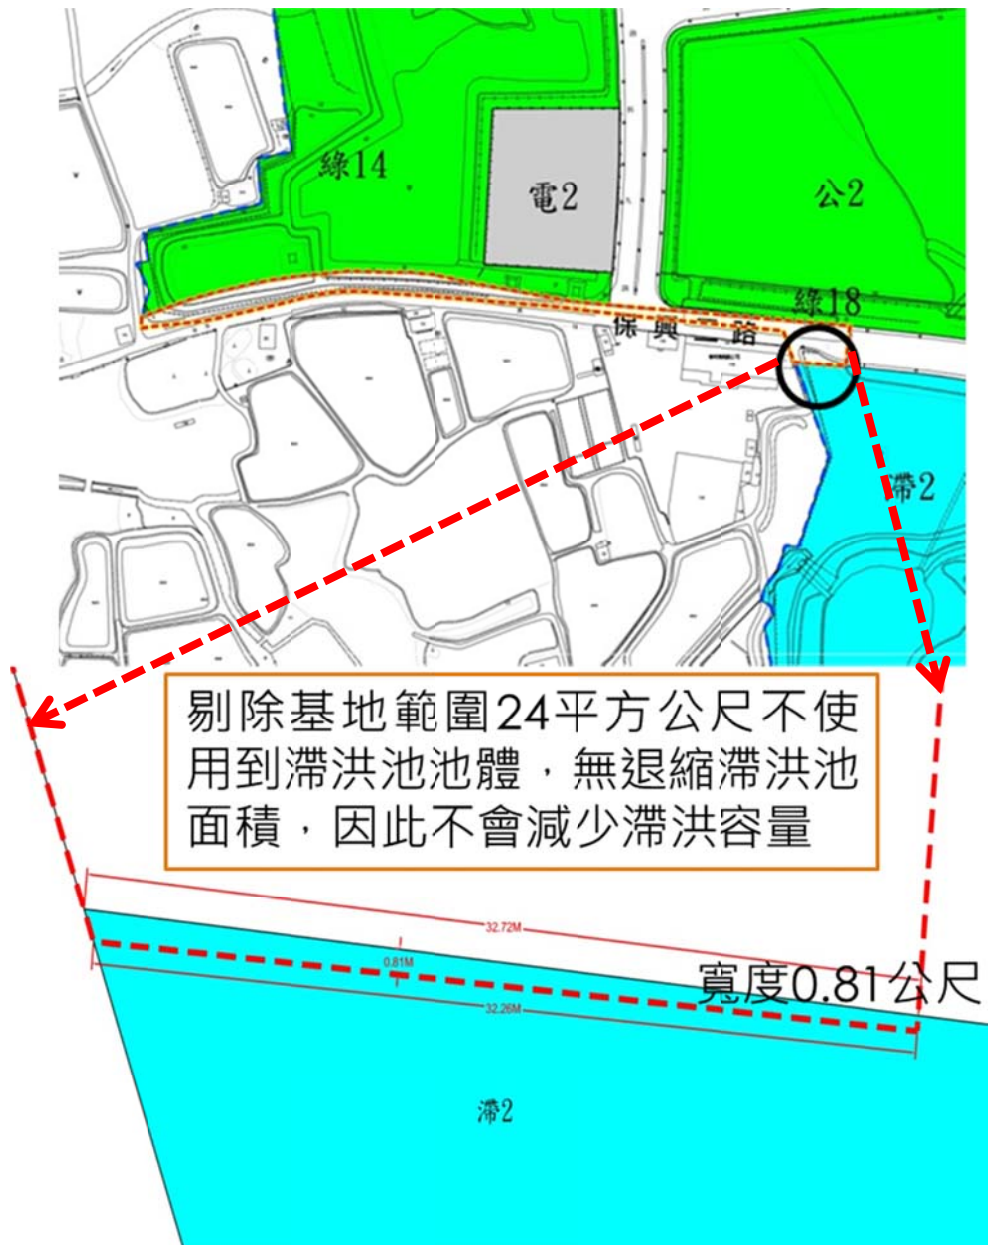 綠14
電2
公2
綠18
保興一路
滯2
剔除基地範圍24平方公尺不使
用到滯洪池池體，無退縮滯洪池
面積，因此不會減少滯洪容量
32.72M
0.81M
寬度0.81公尺
32.26M
滯2